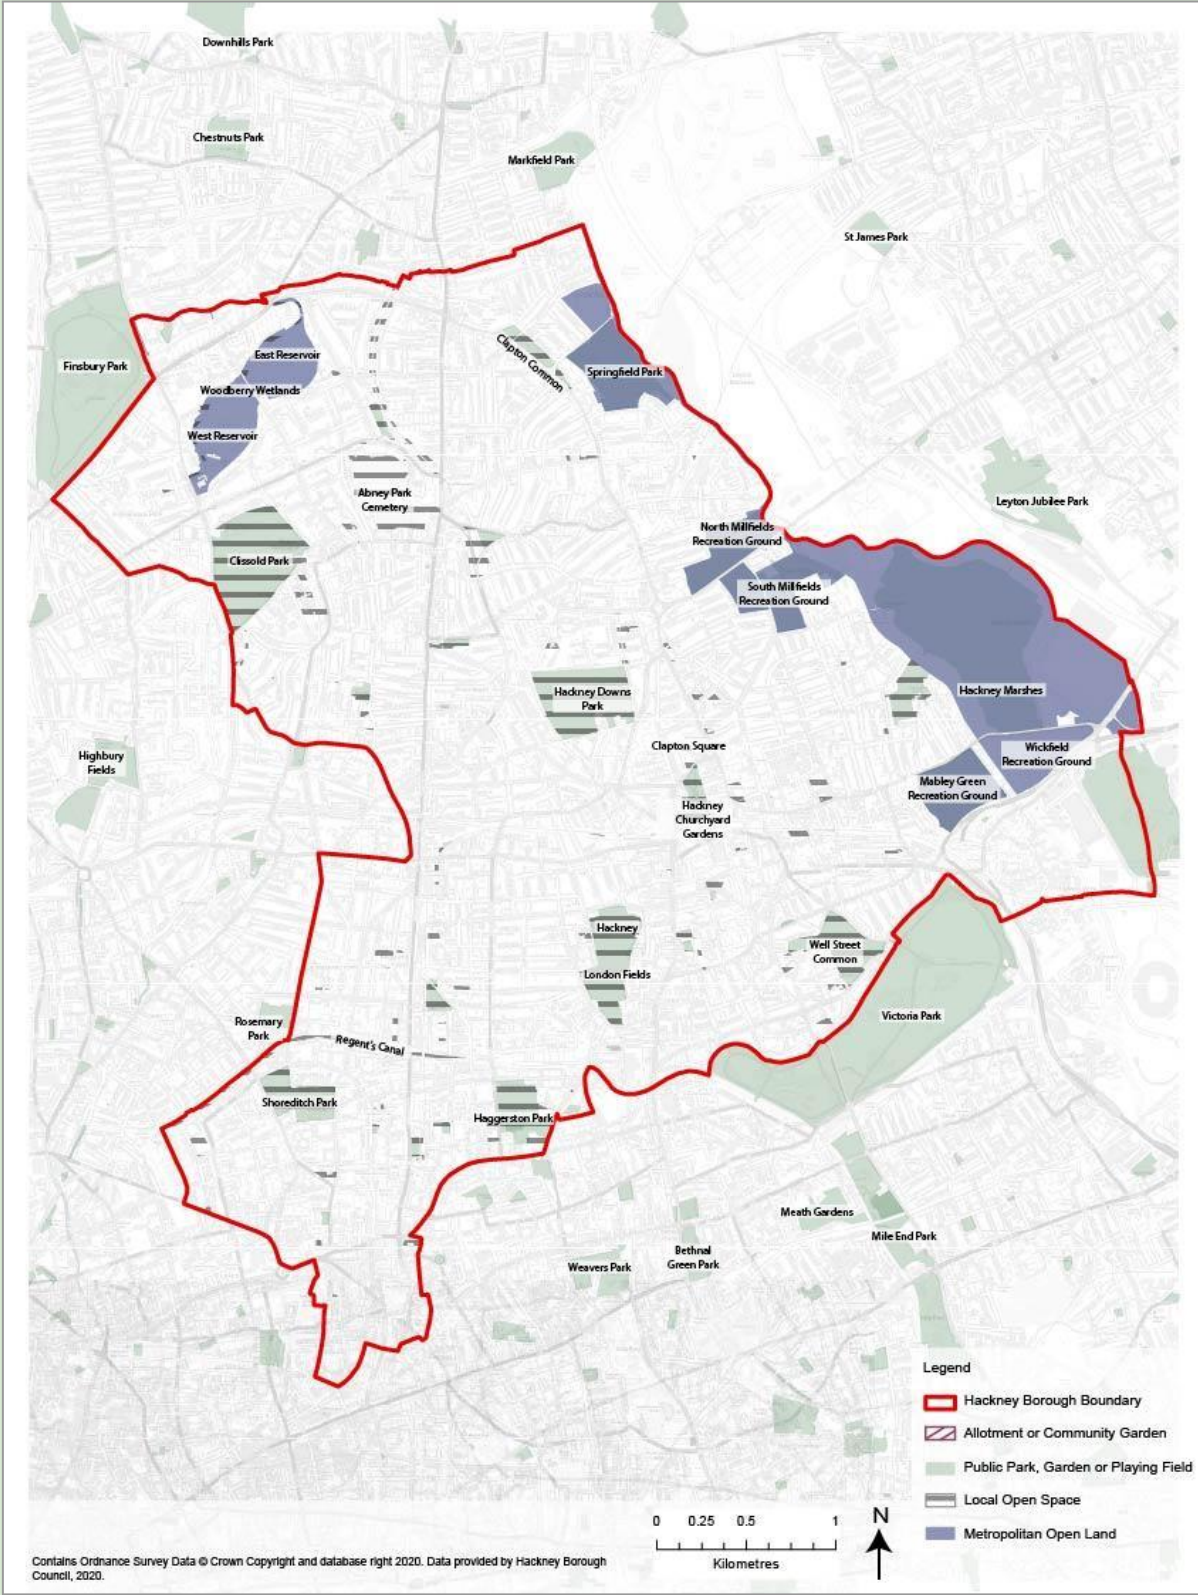 Downhills Park
Chestnuts Park
Markfield Park
St James Park
Finsbury Park
East Reservoir
Woodberry Wetlands
West Reservoir
Clapton Common
Springfield Park
Abney Park
Cemetery
Leyton Jubilee Park
North Millfields
Recreation Ground
Clissold Park
South Millfields
Recreation Ground
Hackney Downs
Park
Hackney Marshes
Highbury
Fields
Clapton Square
Wickfield
Recreation Ground
Mabley Green
Recreation Ground
Hackney
Churchyard
Gardens
Hackney
London Fields
Well Street
Common
Rosemary
Park
Regent's Canal
Victoria Park
Shoreditch Park
Haggerston Park
Meath Gardens
Mile End Park
Weavers Park
Bethnal
Green Park
Legend
Hackney Borough Boundary
Allotment or Community Garden
Public Park, Garden or Playing Field
Local Open Space
Metropolitan Open Land
0 0.25 0.5 1
Kilometres
N
Contains Ordnance Survey Data © Crown Copyright and database right 2020. Data provided by Hackney Borough
Council, 2020.